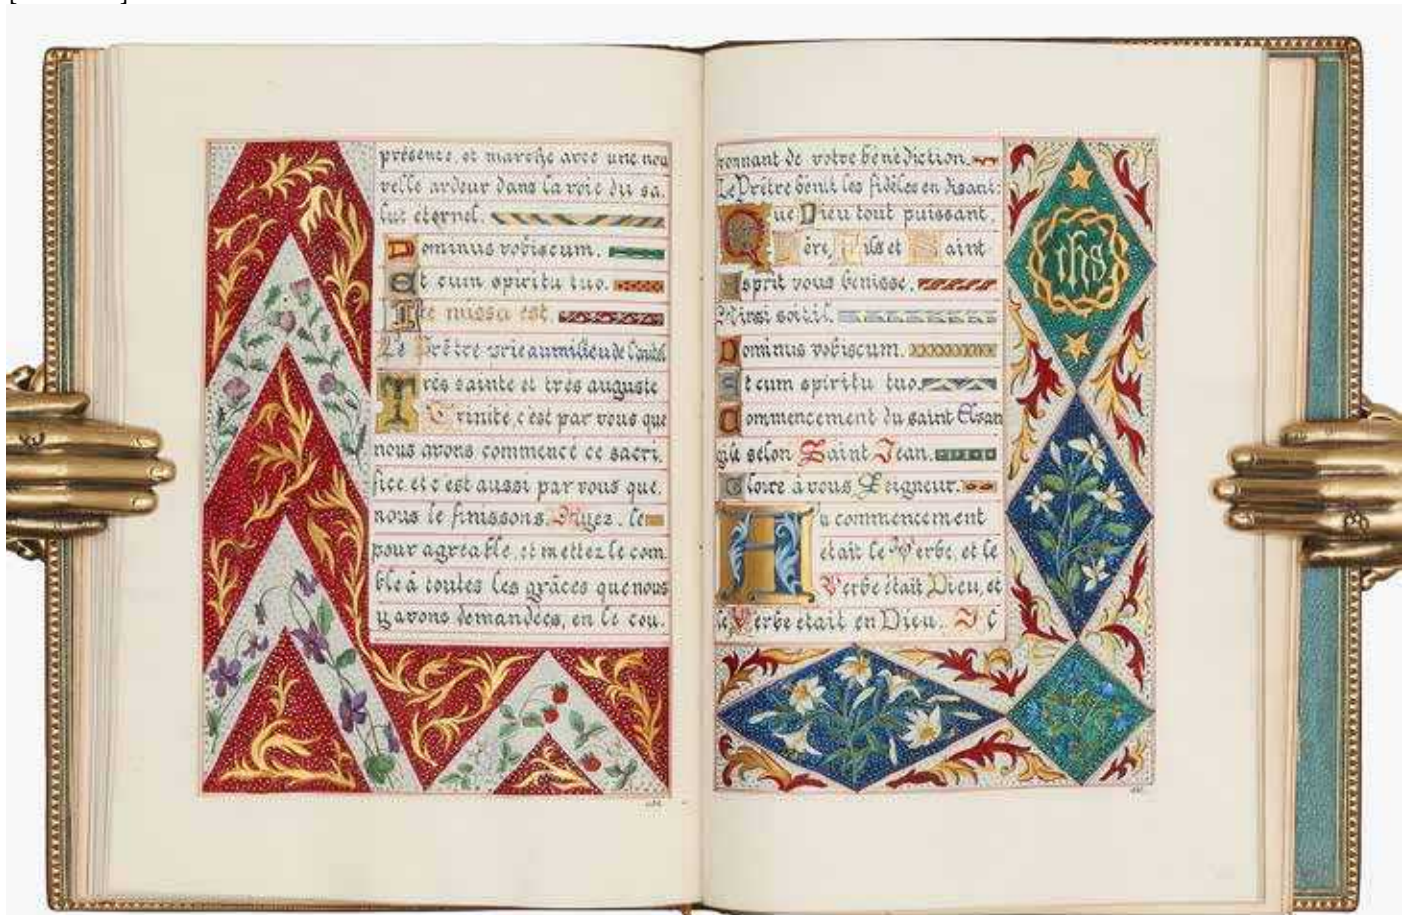 présente, et marche avec une nou
velle ardeur dans la voie du sa.
lut éternel.
Dominus vobiscum.
Et cum spiritu tuo.
Ite missa est.
Le Prêtre prie au milieu de l'autel
Très sainte et très auguste
Trinité, c'est par vous que
nous avons commencé ce sacri.
fice et c'est aussi par vous que.
nous le finissons. Ayez. le
pour agréable, et mettez le com
ble à toutes les grâces que nous
y avons demandées, en le cou.
ronnant de votre bénédiction.
Le Prêtre bénit les fidèles en disant:
Que Dieu tout puissant,
Père, Fils et Saint
Esprit vous bénisse.
Ainsi soit il.
Dominus vobiscum.
Et cum spiritu tuo.
Commencement du saint Evan
gile selon Saint Jean.
Gloire à vous Seigneur.
Au commencement
était le Verbe, et le
Verbe était Dieu, et
le Verbe était en Dieu. Il
ihs